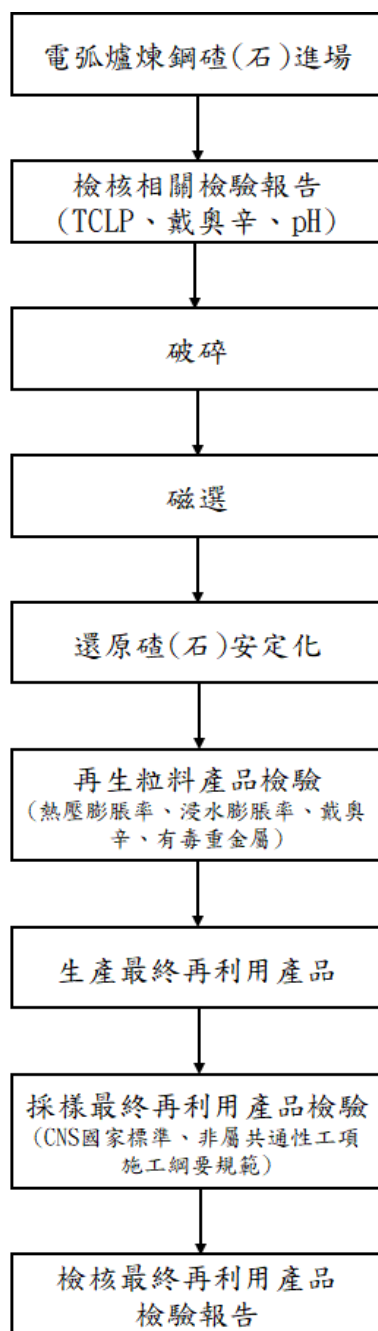 電弧爐煉鋼碴(石)進場
檢核相關檢驗報告
(TCLP、戴奧辛、pH)
破碎
磁選
還原碴(石)安定化
再生粒料產品檢驗
(熱壓膨脹率、浸水膨脹率、戴奧
辛、有毒重金屬)
生產最終再利用產品
採樣最終再利用產品檢驗
(CNS國家標準、非屬共通性工項
施工綱要規範)
檢核最終再利用產品
檢驗報告